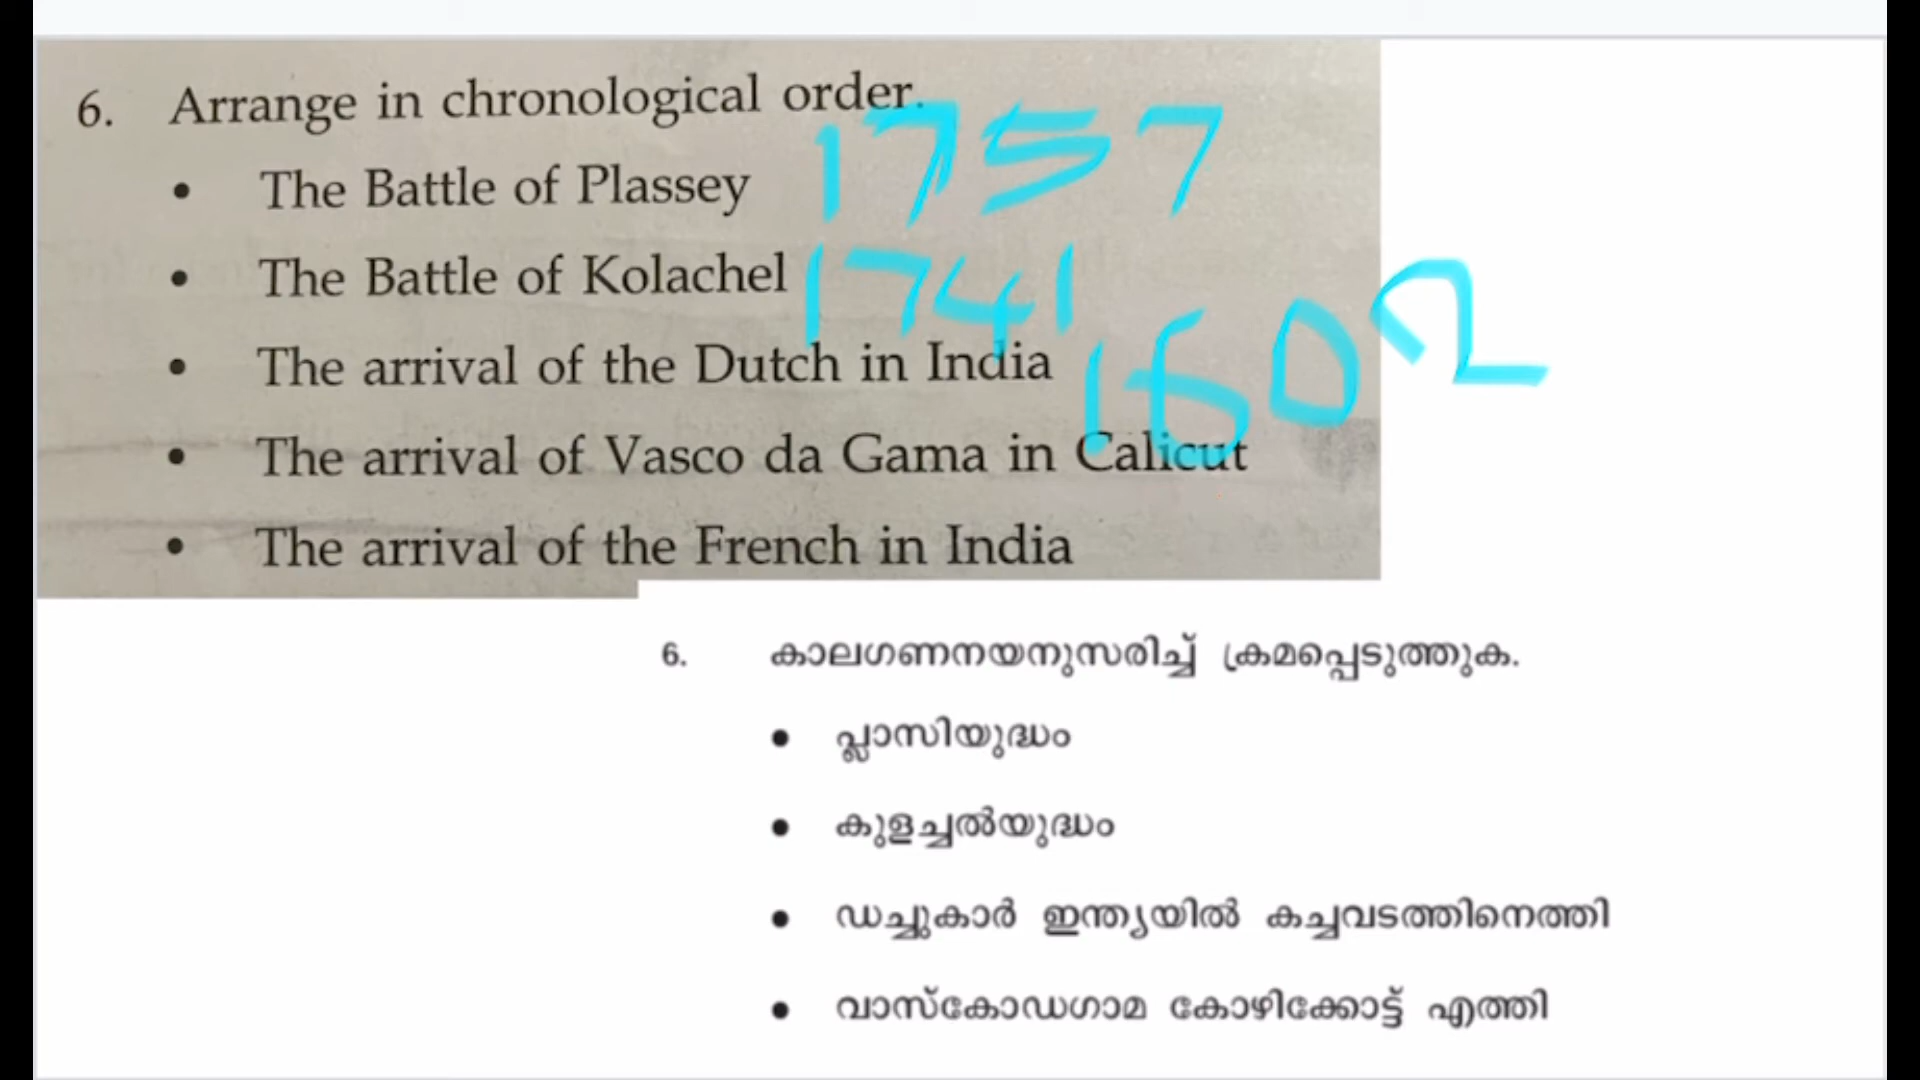 6. Arrange in chronological order.
• The Battle of Plassey 1757
• The Battle of Kolachel 1741
• The arrival of the Dutch in India 1602
• The arrival of Vasco da Gama in Calicut
• The arrival of the French in India
6. കാലഗണനയനുസരിച്ച് ക്രമപ്പെടുത്തുക.
• പ്ലാസിയുദ്ധം
• കുളച്ചൽയുദ്ധം
• ഡച്ചുകാർ ഇന്ത്യയിൽ കച്ചവടത്തിനെത്തി
• വാസ്കോഡഗാമ കോഴിക്കോട്ട് എത്തി